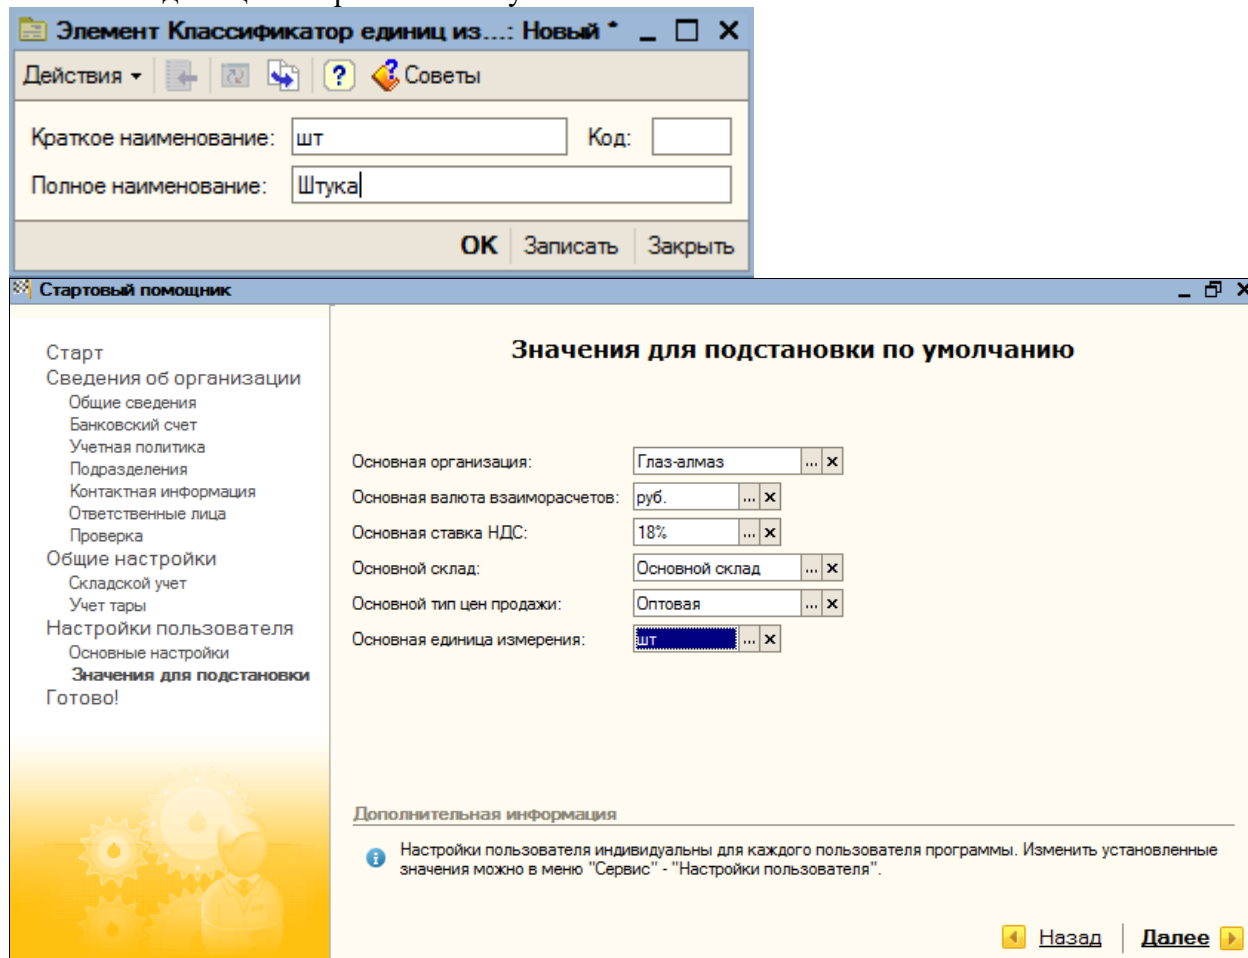 Элемент Классификатор единиц из...: Новый *
Действия Советы
Краткое наименование: шт Код:
Полное наименование: Штука
OK Записать Закрыть
Стартовый помощник
Старт
Сведения об организации
Общие сведения
Банковский счет
Учетная политика
Подразделения
Контактная информация
Ответственные лица
Проверка
Общие настройки
Складской учет
Учет тары
Настройки пользователя
Основные настройки
Значения для подстановки
Готово!
Значения для подстановки по умолчанию
Основная организация: Глаз-алмаз ...
Основная валюта взаиморасчетов: руб. ...
Основная ставка НДС: 18% ...
Основной склад: Основной склад ...
Основной тип цен продажи: Оптовая ...
Основная единица измерения: шт ...
Дополнительная информация
Настройки пользователя индивидуальны для каждого пользователя программы. Изменить установленные
значения можно в меню "Сервис" - "Настройки пользователя".
Назад Далее